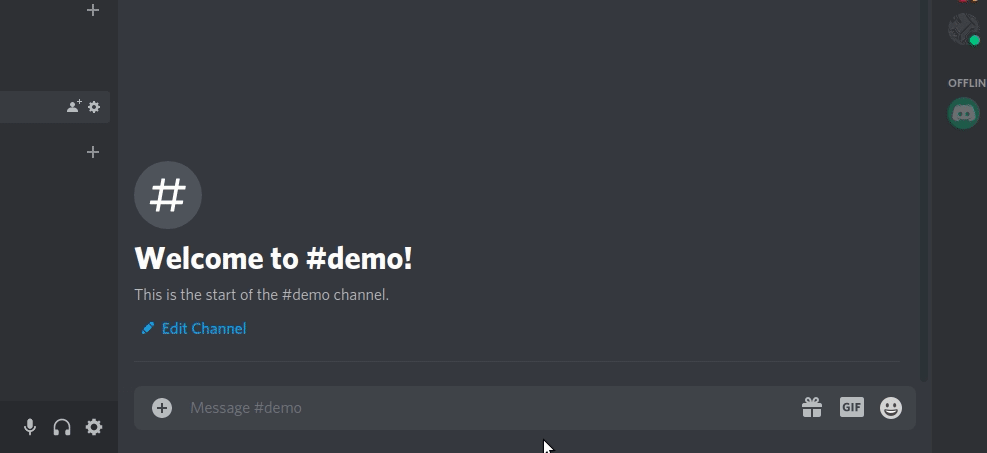 OFFLIN
Welcome to #demo!
This is the start of the #demo channel.
Edit Channel
Message #demo
GIF